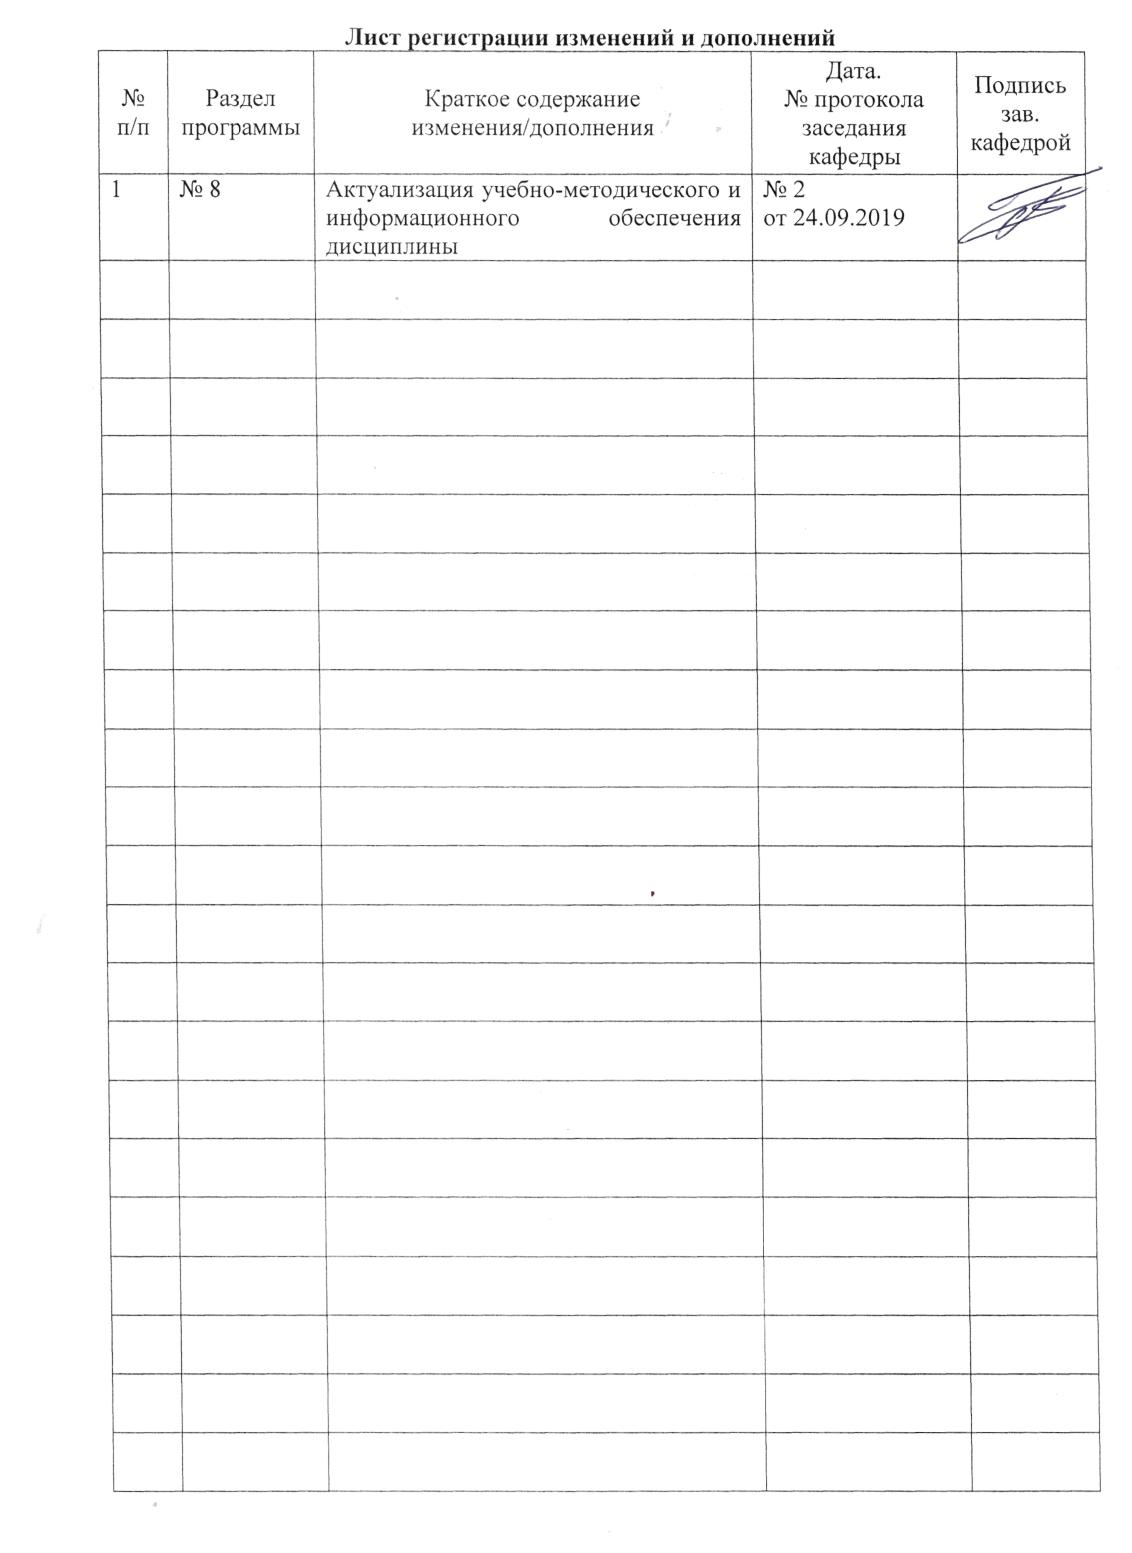 Лист регистрации изменений и дополнений
№
п/п
Раздел
программы
Краткое содержание
изменения/дополнения
Дата.
№ протокола
заседания
кафедры
Подпись
зав.
кафедрой
1
№ 8
Актуализация учебно-методического и
информационного обеспечения
дисциплины
№ 2
от 24.09.2019